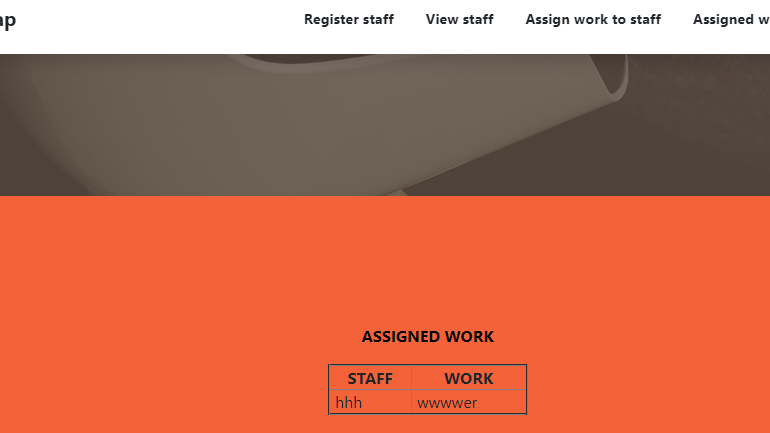 Register staff View staff Assign work to staff Assigned
ASSIGNED WORK
STAFF WORK
hhh wwwwer